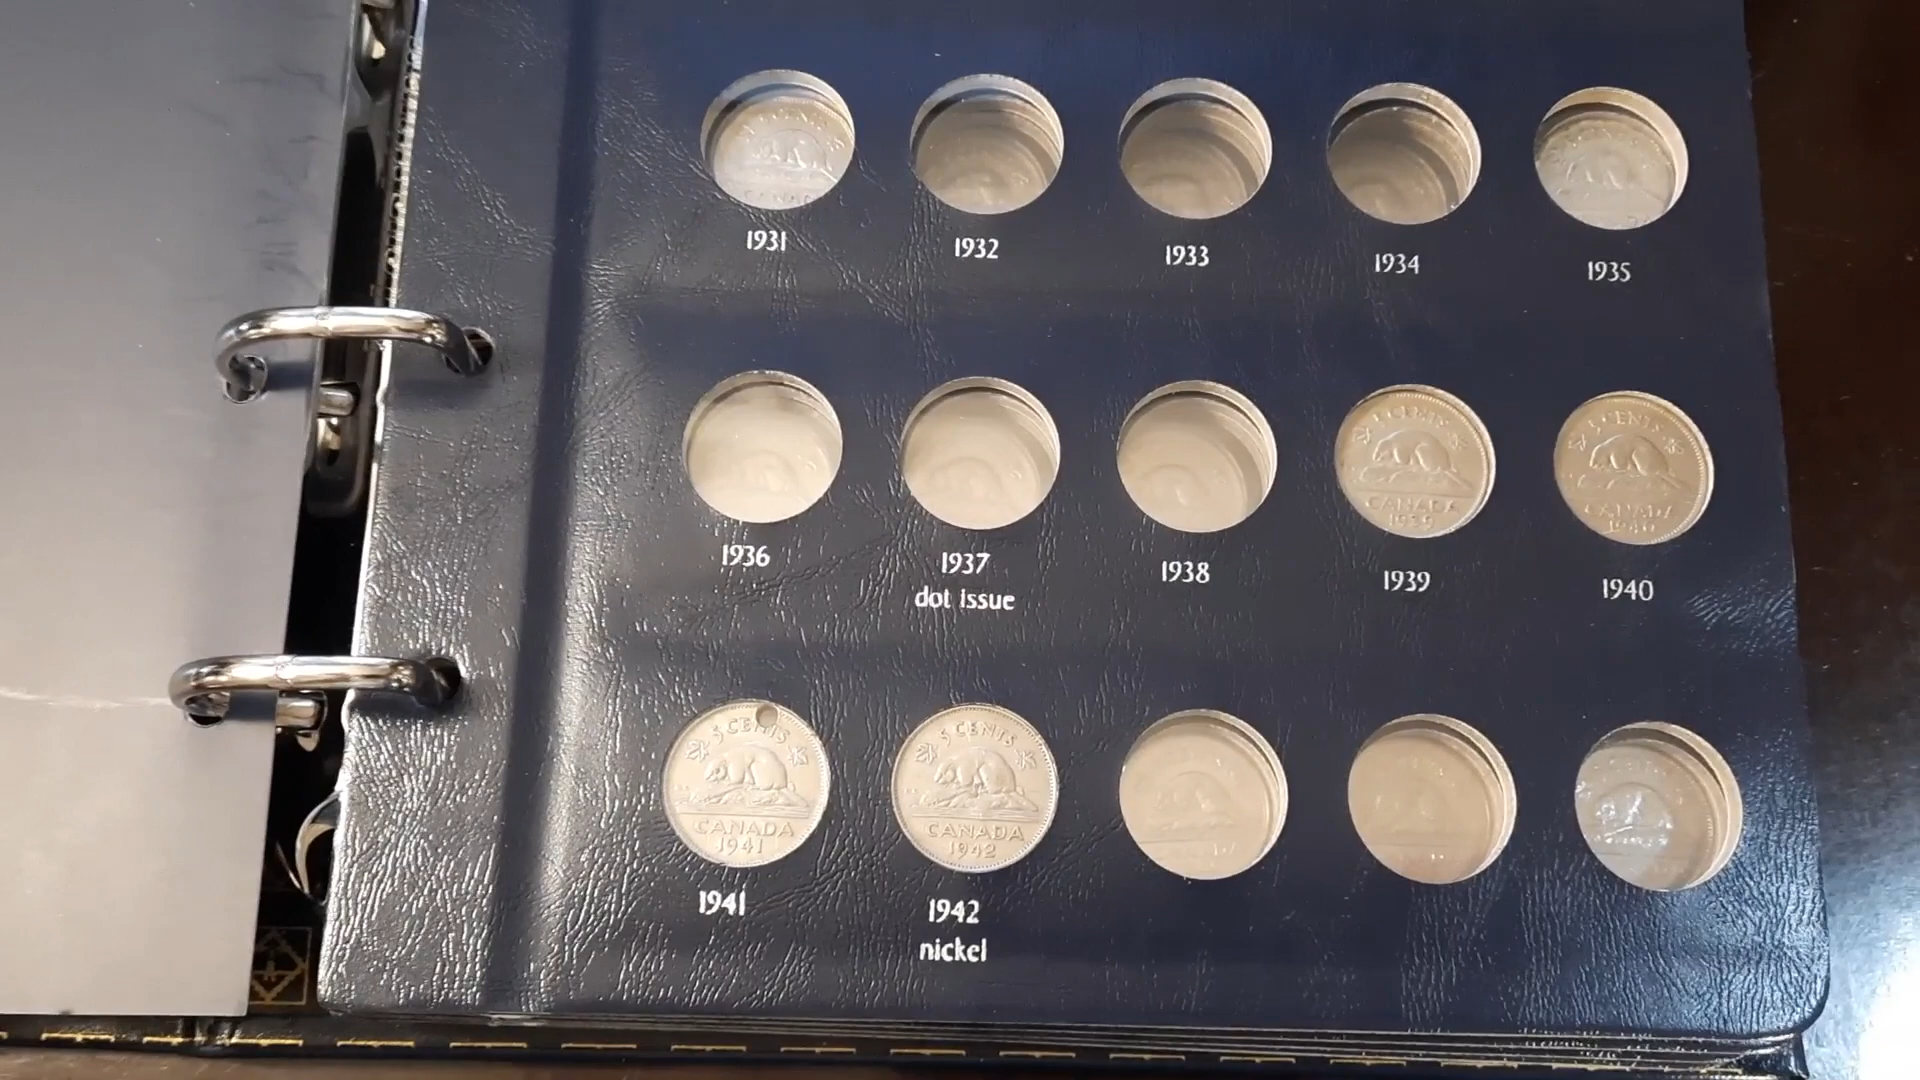 1931
1932
1933
1934
1935
5 CENTS
CANADA
1939
5 CENTS
CANADA
1940
1936
1937
dot issue
1938
1939
1940
5 CENTS
CANADA
1941
5 CENTS
CANADA
1942
1941
1942
nickel